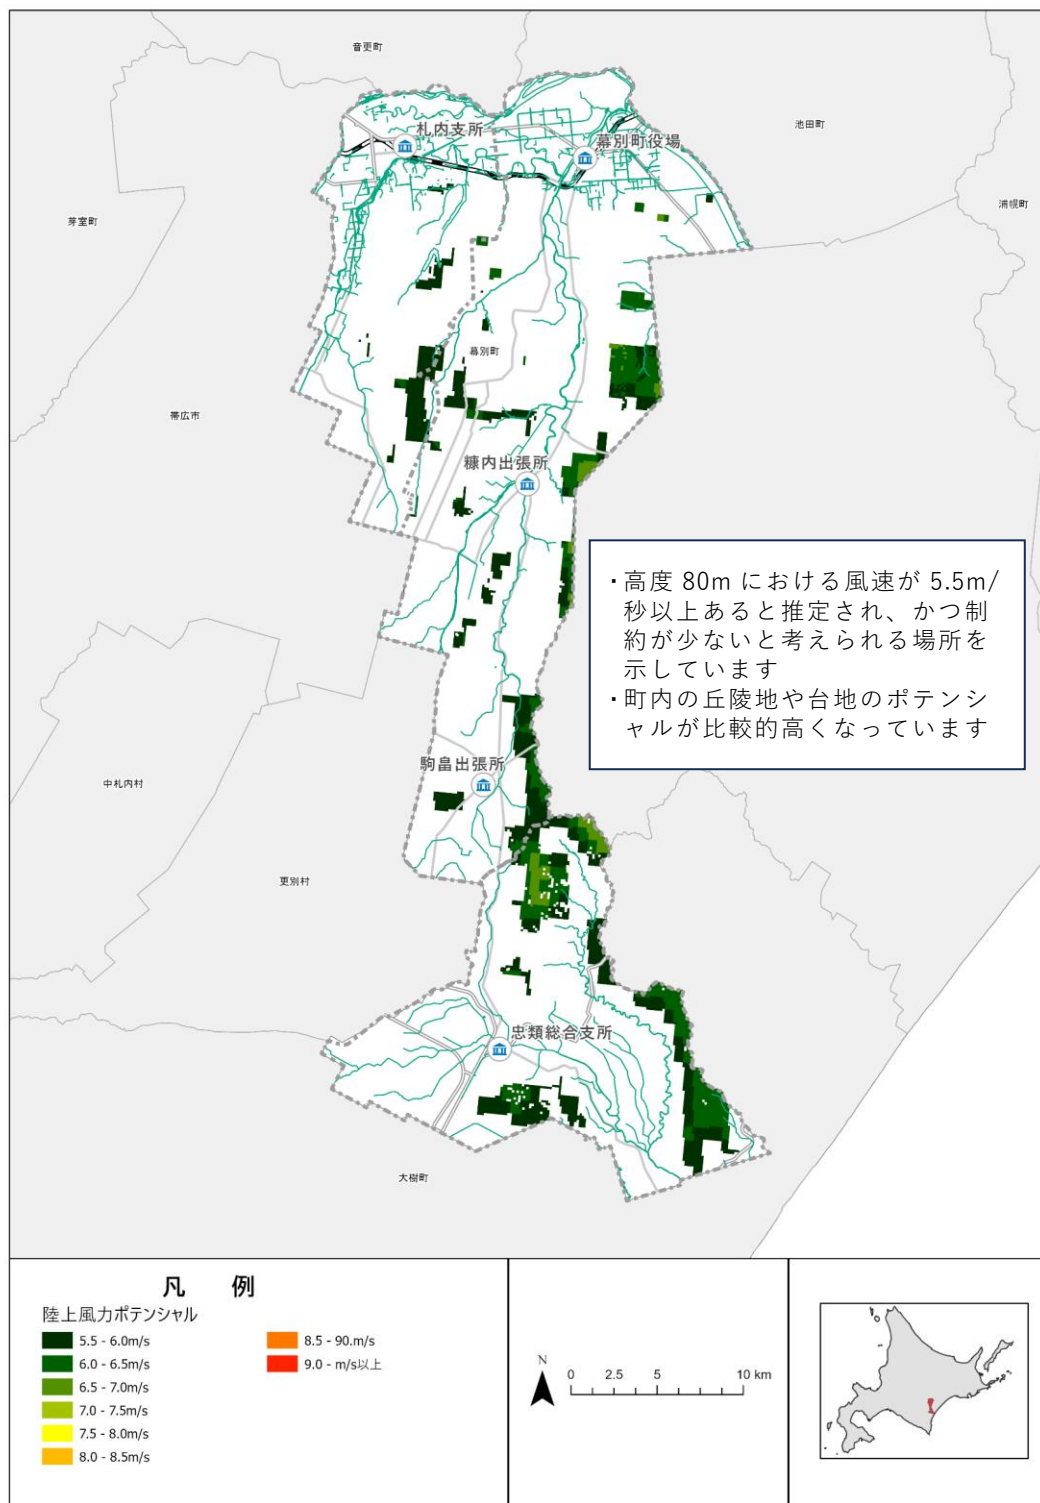 音更町
池田町
札内支所
幕別町役場
浦幌町
芽室町
幕別町
帯広市
糠内出張所
・高度 80m における風速が 5.5m/
秒以上あると推定され、かつ制
約が少ないと考えられる場所を
示しています
・町内の丘陵地や台地のポテンシ
ャルが比較的高くなっています
駒畠出張所
中札内村
更別村
忠類総合支所
大樹町
凡 例
陸上風力ポテンシャル
5.5 - 6.0m/s
6.0 - 6.5m/s
6.5 - 7.0m/s
7.0 - 7.5m/s
7.5 - 8.0m/s
8.0 - 8.5m/s
8.5 - 90.m/s
9.0 - m/s以上
N
0 2.5 5 10 km